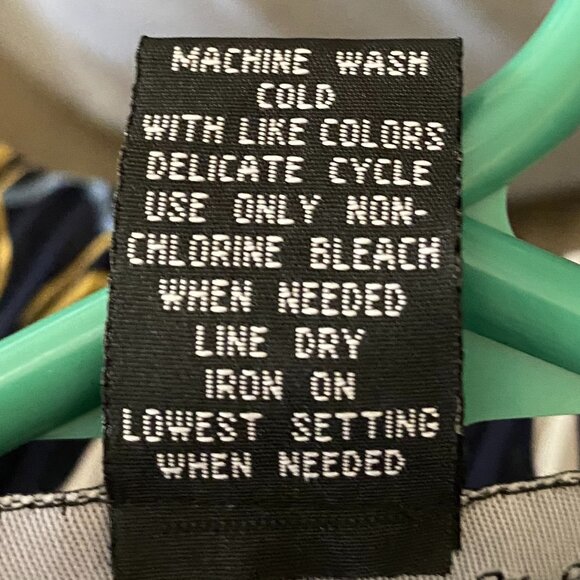 MACHINE WASH
COLD
WITH LIKE COLORS
DELICATE CYCLE
USE ONLY NON-
CHLORINE BLEACH
WHEN NEEDED
LINE DRY
IRON ON
LOWEST SETTING
WHEN NEEDED